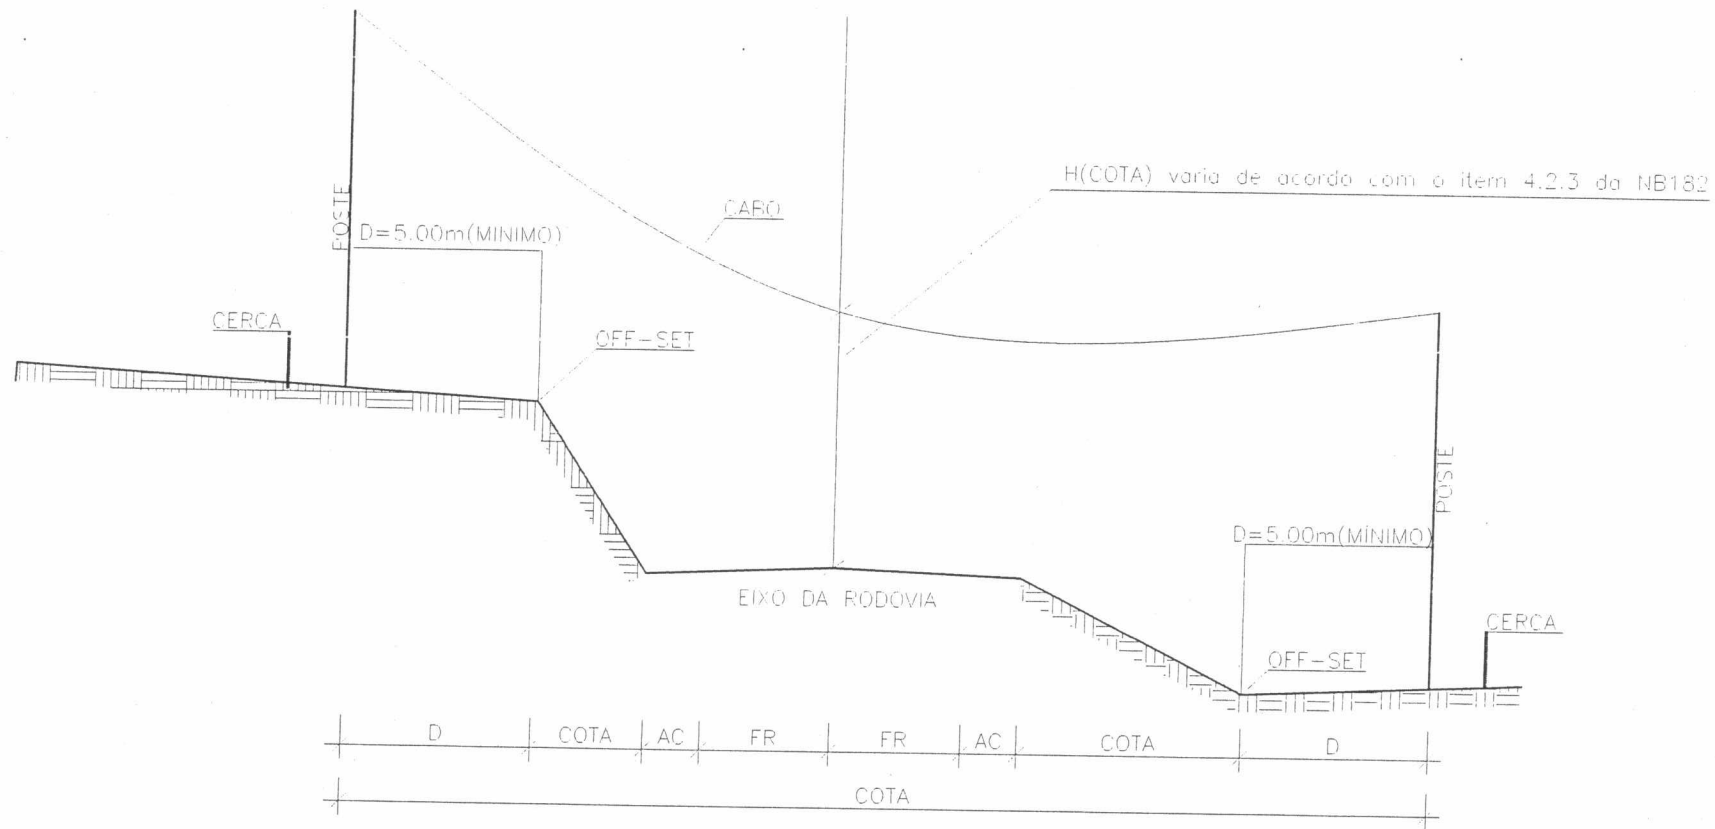 H(COTA) varia de acordo com o item 4.2.3 da NB182
CABO
POSTE
D=5.00m(MINIMO)
CERCA
OFF-SET
POSTE
D=5.00m(MÍNIMO)
EIXO DA RODOVIA
CERCA
OFF-SET
D COTA AC FR FR AC COTA D
COTA